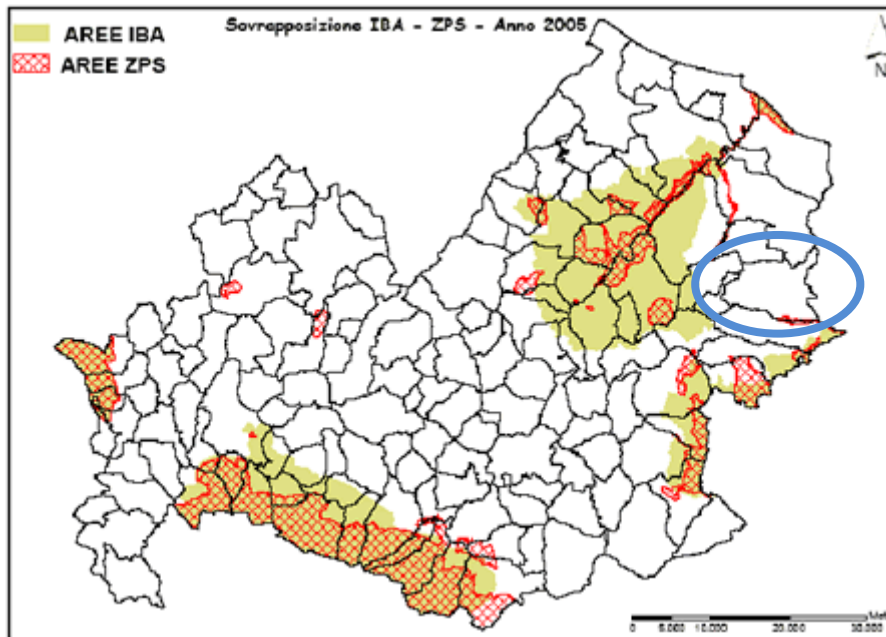 Sovrapposizione IBA - ZPS - Anno 2005
AREE IBA
AREE ZPS
N
0 5.000 10.000 20.000 30.000